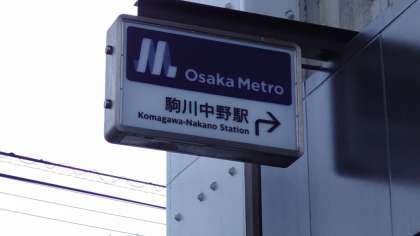 Osaka Metro
駒川中野駅
Komagawa-Nakano Station